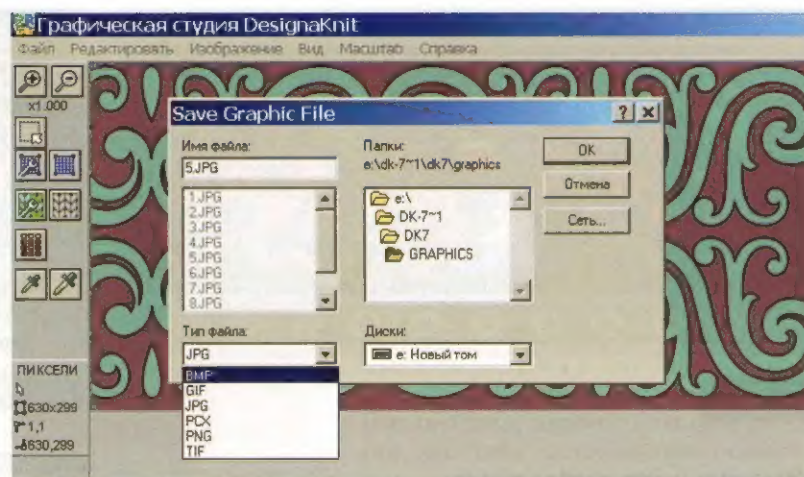 Графическая студия DesignaKnit
Файл Редактировать Изображение Вид Масштаб Справка
x1.000
Save Graphic File
? x
Имя файла:
5.JPG
1.JPG
2.JPG
3.JPG
4.JPG
5.JPG
6.JPG
7.JPG
8.JPG
Папки:
e:\dk-7~1\dk7\graphics
e:\
DK-7~1
DK7
GRAPHICS
OK
Отмена
Сеть...
Тип файла:
JPG
BMP
GIF
JPG
PCX
PNG
TIF
Диски:
e: Новый том
ПИКСЕЛИ
630x299
1,1
630,299